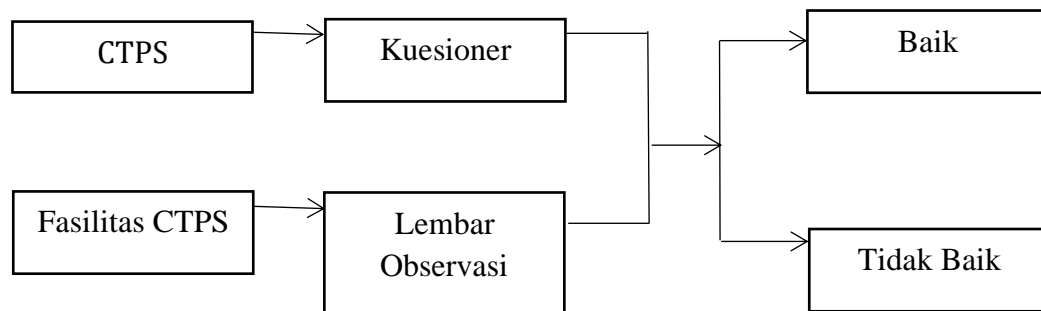 CTPS
Kuesioner
Baik
Fasilitas CTPS
Lembar
Observasi
Tidak Baik